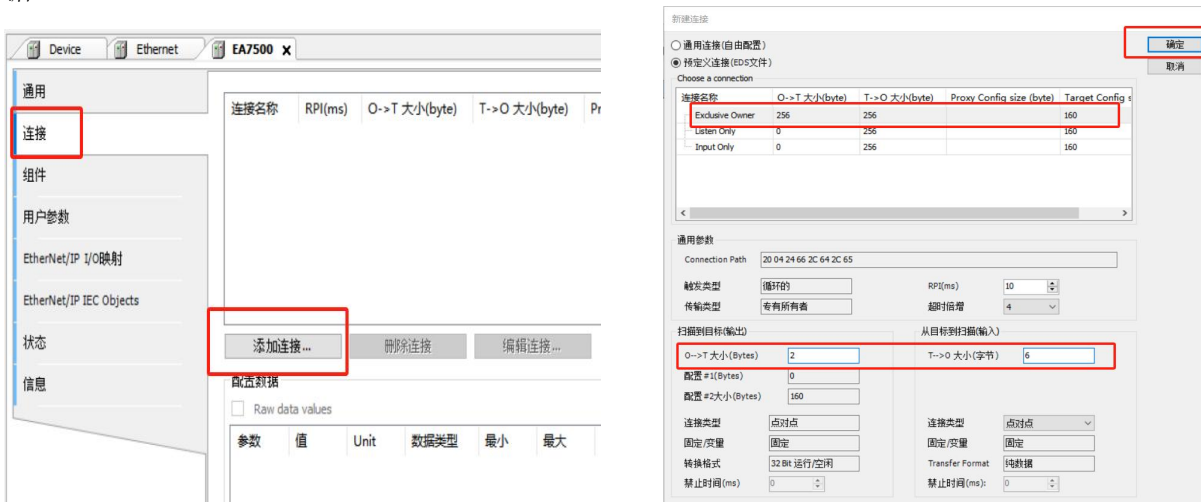 Device Ethernet EA7500 x
通用
连接
组件
用户参数
EtherNet/IP I/O映射
EtherNet/IP IEC Objects
状态
信息
连接名称 RPI(ms) O->T 大小(byte) T->O 大小(byte)
添加连接... 删除连接 编辑连接...
配置数据
Raw data values
参数 值 Unit 数据类型 最小 最大
新建连接
通用连接(自由配置)
预定义连接(EDS文件)
确定
取消
Choose a connection
连接名称 O->T 大小(byte) T->O 大小(byte) Proxy Config size (byte) Target Config s
Exclusive Owner 256 256 160
Listen Only 0 256 160
Input Only 0 256 160
通用参数
Connection Path 20 04 24 66 2C 64 2C 65
触发类型 循环的 RPI(ms) 10
传输类型 专有所有者 超时倍增 4
扫描到目标(输出) 从目标到扫描(输入)
O-->T 大小(Bytes) 2 T-->O 大小(字节) 6
配置 #1(Bytes) 0
配置 #2大小(Bytes) 160
连接类型 点对点 连接类型 点对点
固定/变量 固定 固定/变量 固定
转换格式 32 Bit 运行/空闲 Transfer Format 纯数据
禁止时间(ms) 0 禁止时间(ms): 0